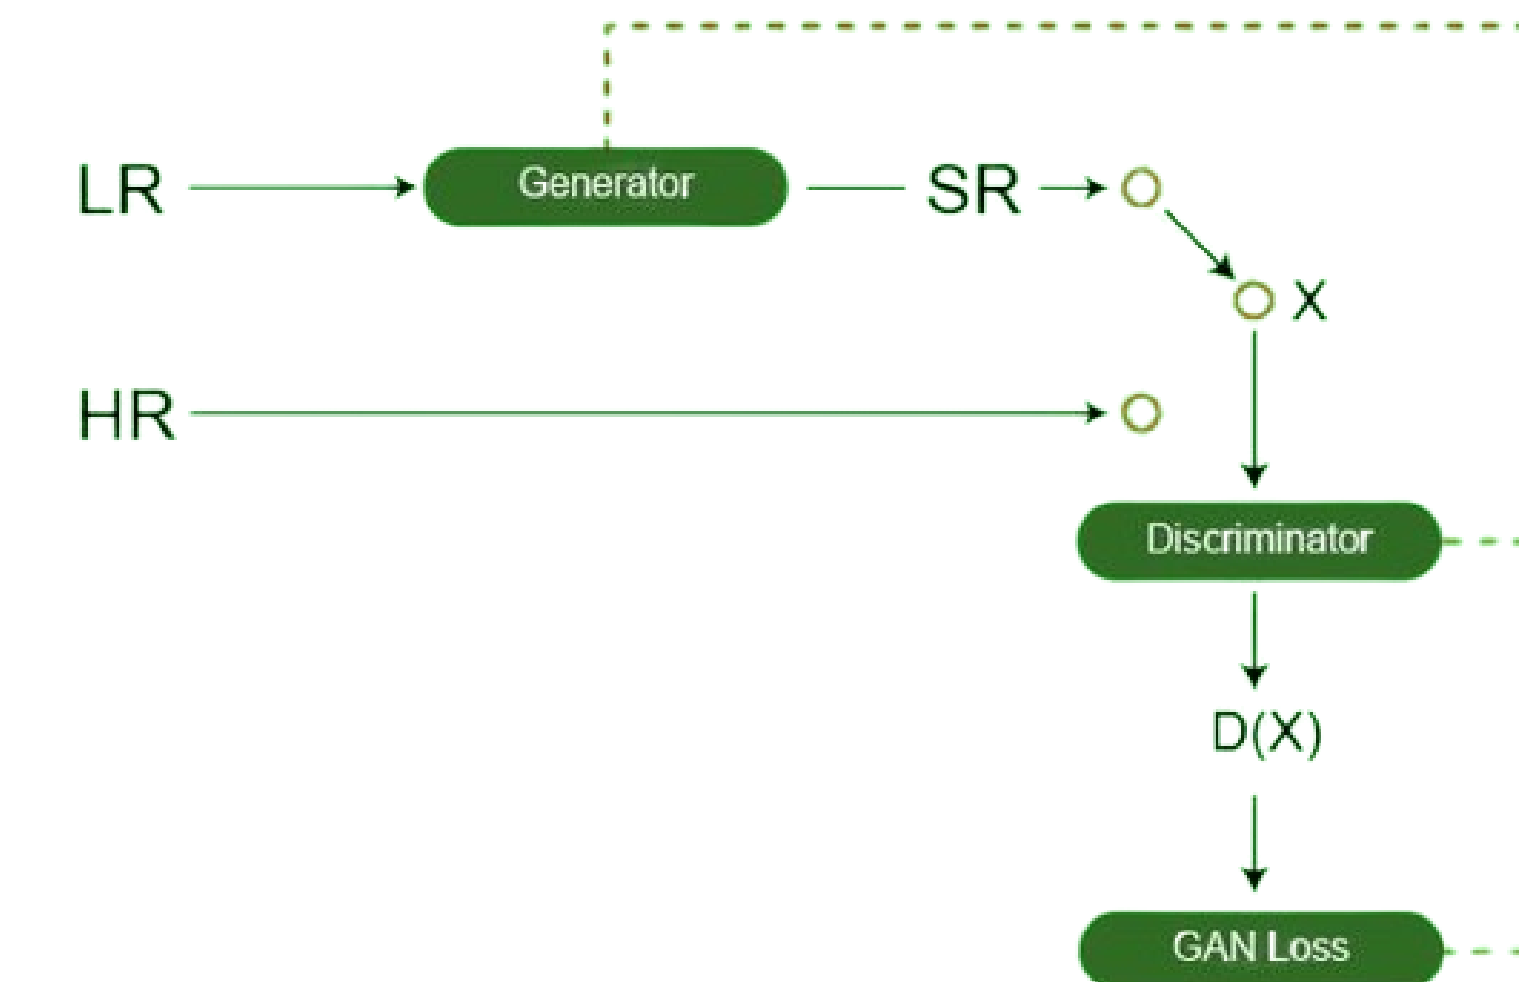 LR
Generator
SR
X
HR
Discriminator
D(X)
GAN Loss